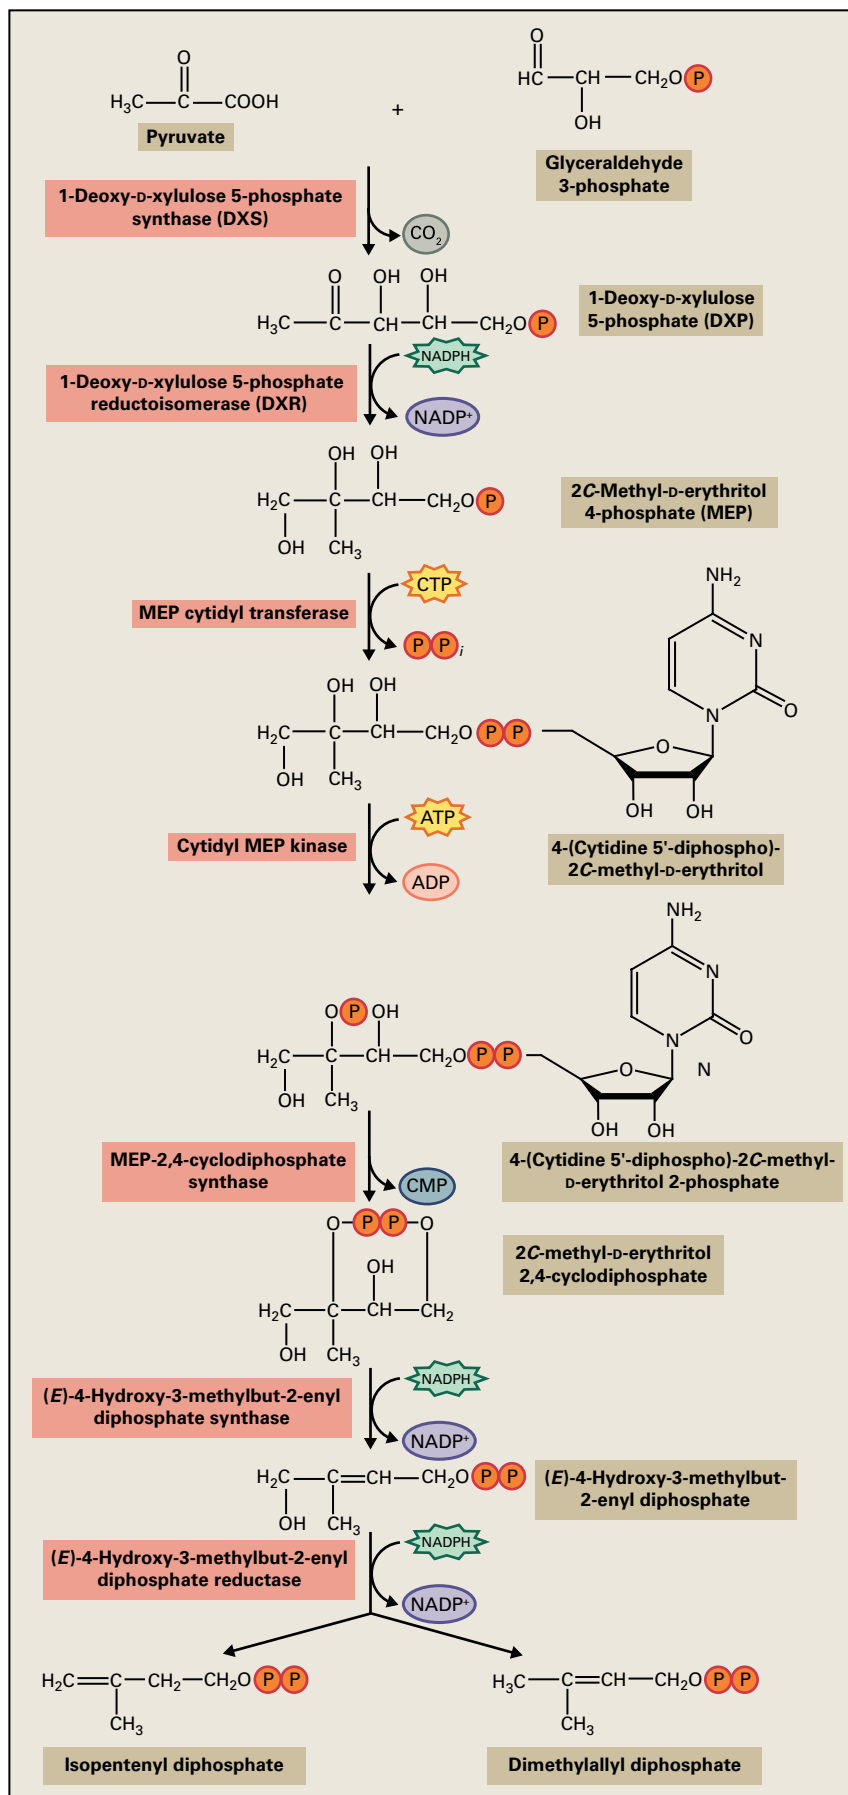 O
H₃C—C—COOH
Pyruvate
+
O
HC—CH—CH₂O P
OH
Glyceraldehyde
3-phosphate
1-Deoxy-D-xylulose 5-phosphate
synthase (DXS)
CO₂
O OH OH
H₃C—C—CH—CH—CH₂O P
1-Deoxy-D-xylulose
5-phosphate (DXP)
NADPH
1-Deoxy-D-xylulose 5-phosphate
reductoisomerase (DXR)
NADP⁺
OH OH
H₂C—C—CH—CH₂O P
OH CH₃
2C-Methyl-D-erythritol
4-phosphate (MEP)
CTP
MEP cytidyl transferase
P P i
NH₂
N
N O
OH OH
H₂C—C—CH—CH₂O P P
O
OH CH₃
OH OH
ATP
Cytidyl MEP kinase
ADP
4-(Cytidine 5'-diphospho)-
2C-methyl-D-erythritol
NH₂
N
N O
O P OH
H₂C—C—CH—CH₂O P P
O N
OH CH₃
OH OH
MEP-2,4-cyclodiphosphate
synthase
CMP
4-(Cytidine 5'-diphospho)-2C-methyl-
D-erythritol 2-phosphate
O—P P—O
OH
H₂C—C—CH—CH₂
OH CH₃
2C-methyl-D-erythritol
2,4-cyclodiphosphate
NADPH
(E)-4-Hydroxy-3-methylbut-2-enyl
diphosphate synthase
NADP⁺
H₂C—C=CH—CH₂O P P
OH CH₃
(E)-4-Hydroxy-3-methylbut-
2-enyl diphosphate
NADPH
(E)-4-Hydroxy-3-methylbut-2-enyl
diphosphate reductase
NADP⁺
H₂C=C—CH₂—CH₂O P P
CH₃
Isopentenyl diphosphate
H₃C—C=CH—CH₂O P P
CH₃
Dimethylallyl diphosphate